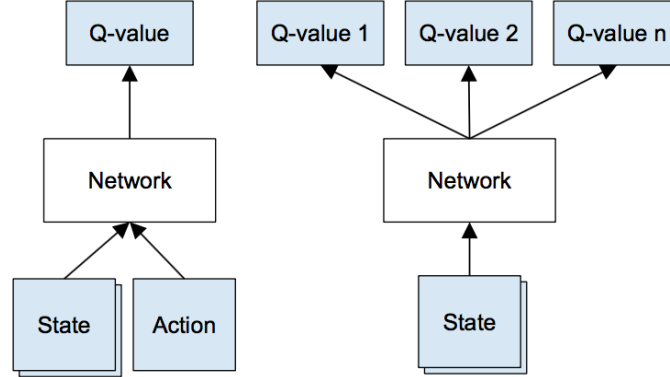 Q-value
Q-value 1
Q-value 2
Q-value n
Network
Network
State
Action
State